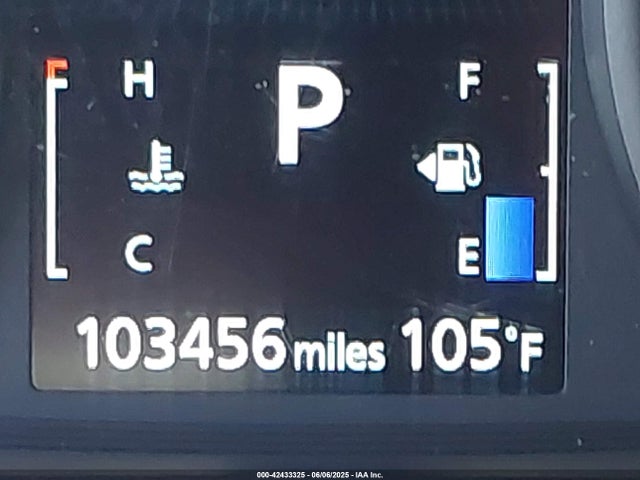 H P F
C E
103456 miles 105°F
000-42433325 - 06/06/2025 - IAA Inc.